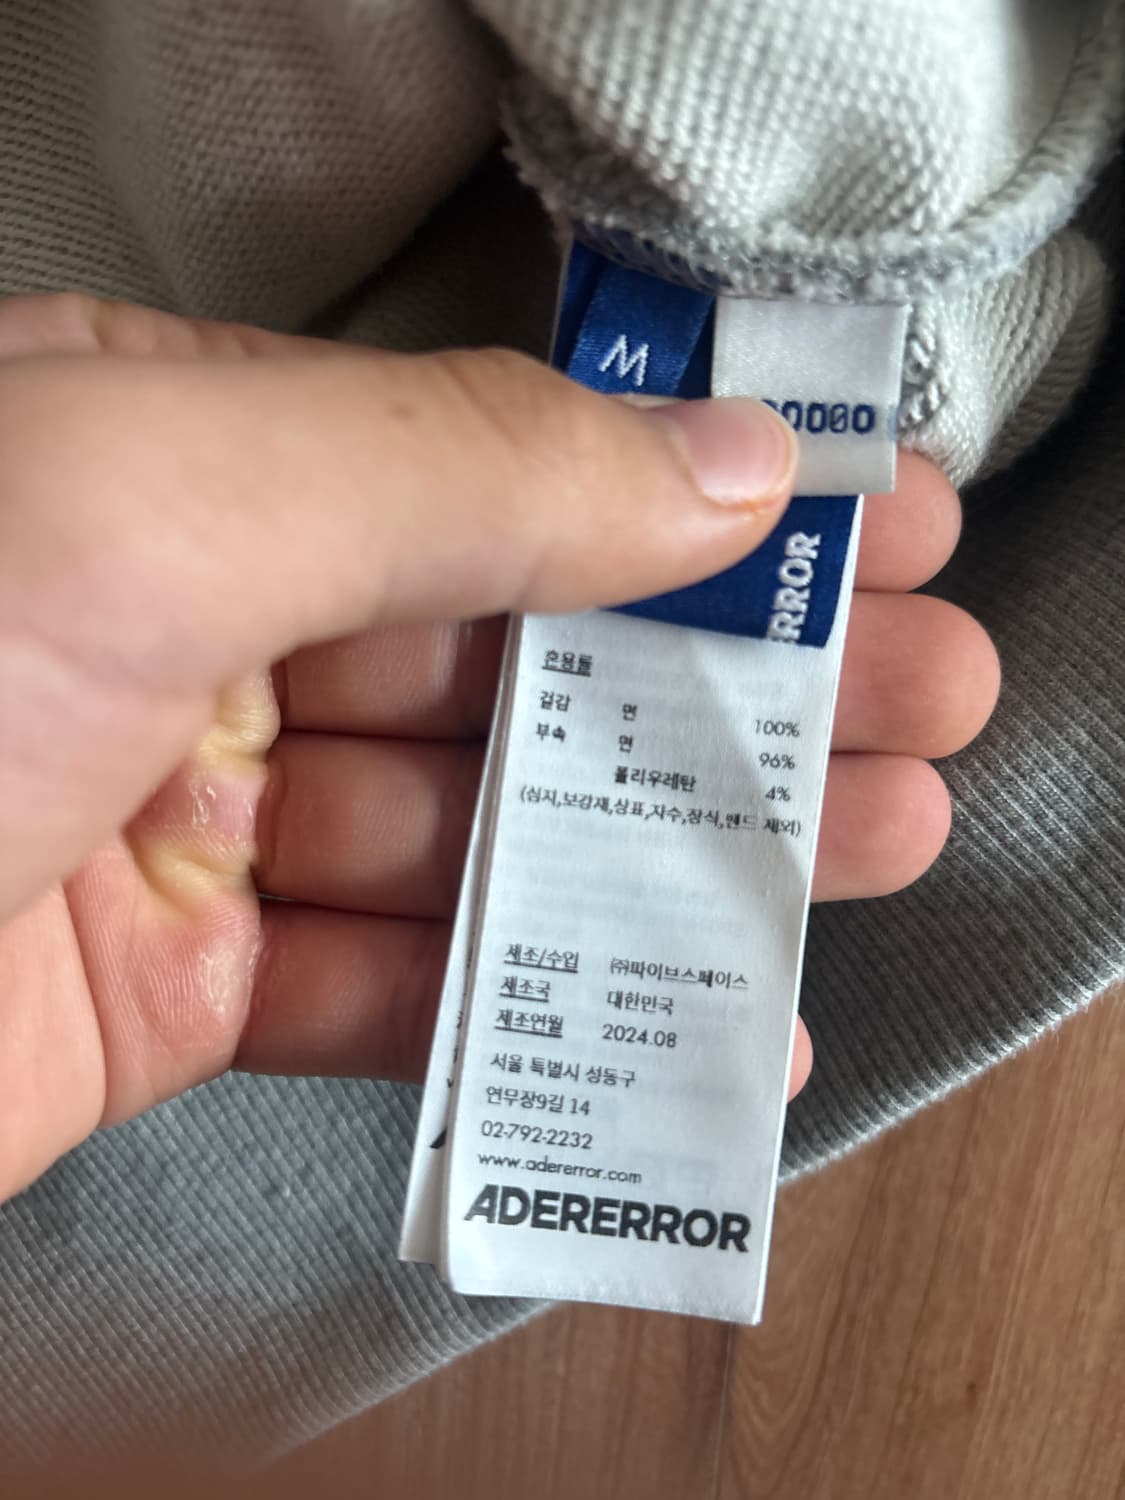 M
0000
ERROR
혼용률
겉감 면 100%
부속 면 96%
폴리우레탄 4%
(심지,보강재,상표,자수,장식,밴드 제외)
제조/수입 ㈜파이브스페이스
제조국 대한민국
제조연월 2024.08
서울 특별시 성동구
연무장9길 14
02-792-2232
www.adererror.com
ADERERROR